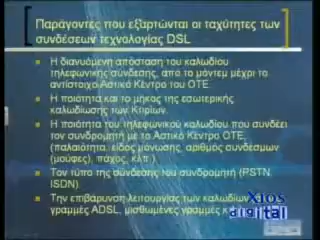 Παράγοντες που εξαρτώνται οι ταχύτητες των
συνδέσεων τεχνολογίας DSL
Η διανυόμενη απόσταση του καλωδίου
τηλεφωνικής σύνδεσης, από το μόντεμ μέχρι το
αντίστοιχο Αστικό Κέντρο του ΟΤΕ.
Η ποιότητα και το μήκος της εσωτερικής
καλωδίωσης των Κτιρίων.
Η ποιότητα του τηλεφωνικού καλωδίου που συνδέει
τον συνδρομητή με το Αστικό Κέντρο ΟΤΕ,
(παλαιότητα, είδος μόνωσης, αριθμός συνδέσμων
(μούφες), πάχος, κλπ.).
Τον τύπο της σύνδεσης του συνδρομητή (PSTN,
ISDN).
Την επιβάρυνση λειτουργίας των καλωδίων
γραμμές ADSL, μισθωμένες γραμμές
Xios
digital